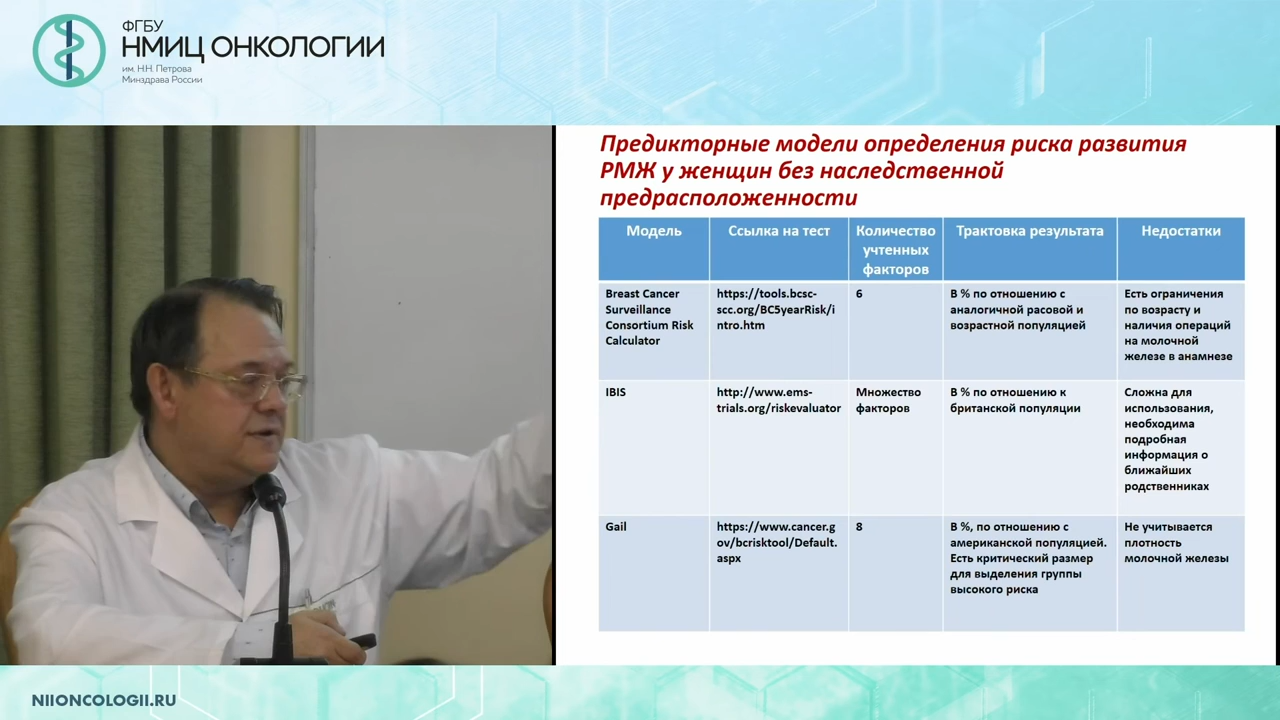 ФГБУ
НМИЦ ОНКОЛОГИИ
им. Н.Н. Петрова
Минздрава России
Предикторные модели определения риска развития
РМЖ у женщин без наследственной
предрасположенности
Модель
Ссылка на тест
Количество
учтенных
факторов
Трактовка результата
Недостатки
Breast Cancer
Surveillance
Consortium Risk
Calculator
https://tools.bcsc-
scc.org/BC5yearRisk/i
ntro.htm
6
В % по отношению с
аналогичной расовой и
возрастной популяцией
Есть ограничения
по возрасту и
наличия операций
на молочной
железе в анамнезе
IBIS
http://www.ems-
trials.org/riskevaluator
Множество
факторов
В % по отношению к
британской популяции
Сложна для
использования,
необходима
подробная
информация о
ближайших
родственниках
Gail
https://www.cancer.g
ov/bcrisktool/Default.
aspx
8
В %, по отношению с
американской популяцией.
Есть критический размер
для выделения группы
высокого риска
Не учитывается
плотность
молочной железы
NIIONCOLOGII.RU